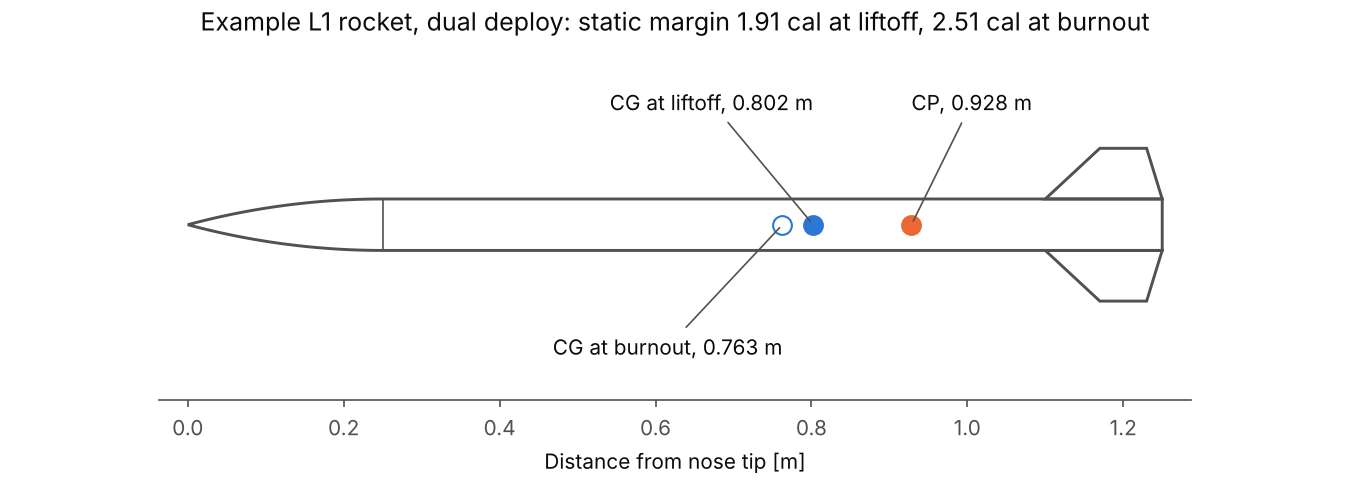 Example L1 rocket, dual deploy: static margin 1.91 cal at liftoff, 2.51 cal at burnout
CG at liftoff, 0.802 m
CP, 0.928 m
CG at burnout, 0.763 m
0.0 0.2 0.4 0.6 0.8 1.0 1.2
Distance from nose tip [m]